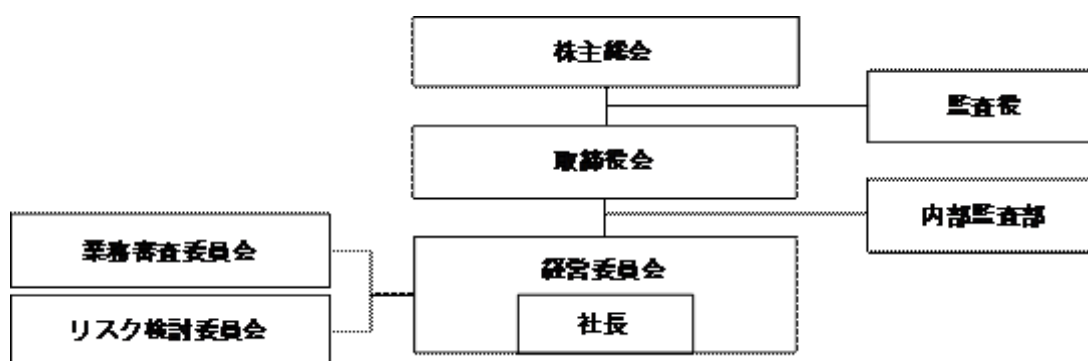 株主総会
監査役
取締役会
内部監査部
業務審査委員会
経営委員会
リスク検討委員会
社長